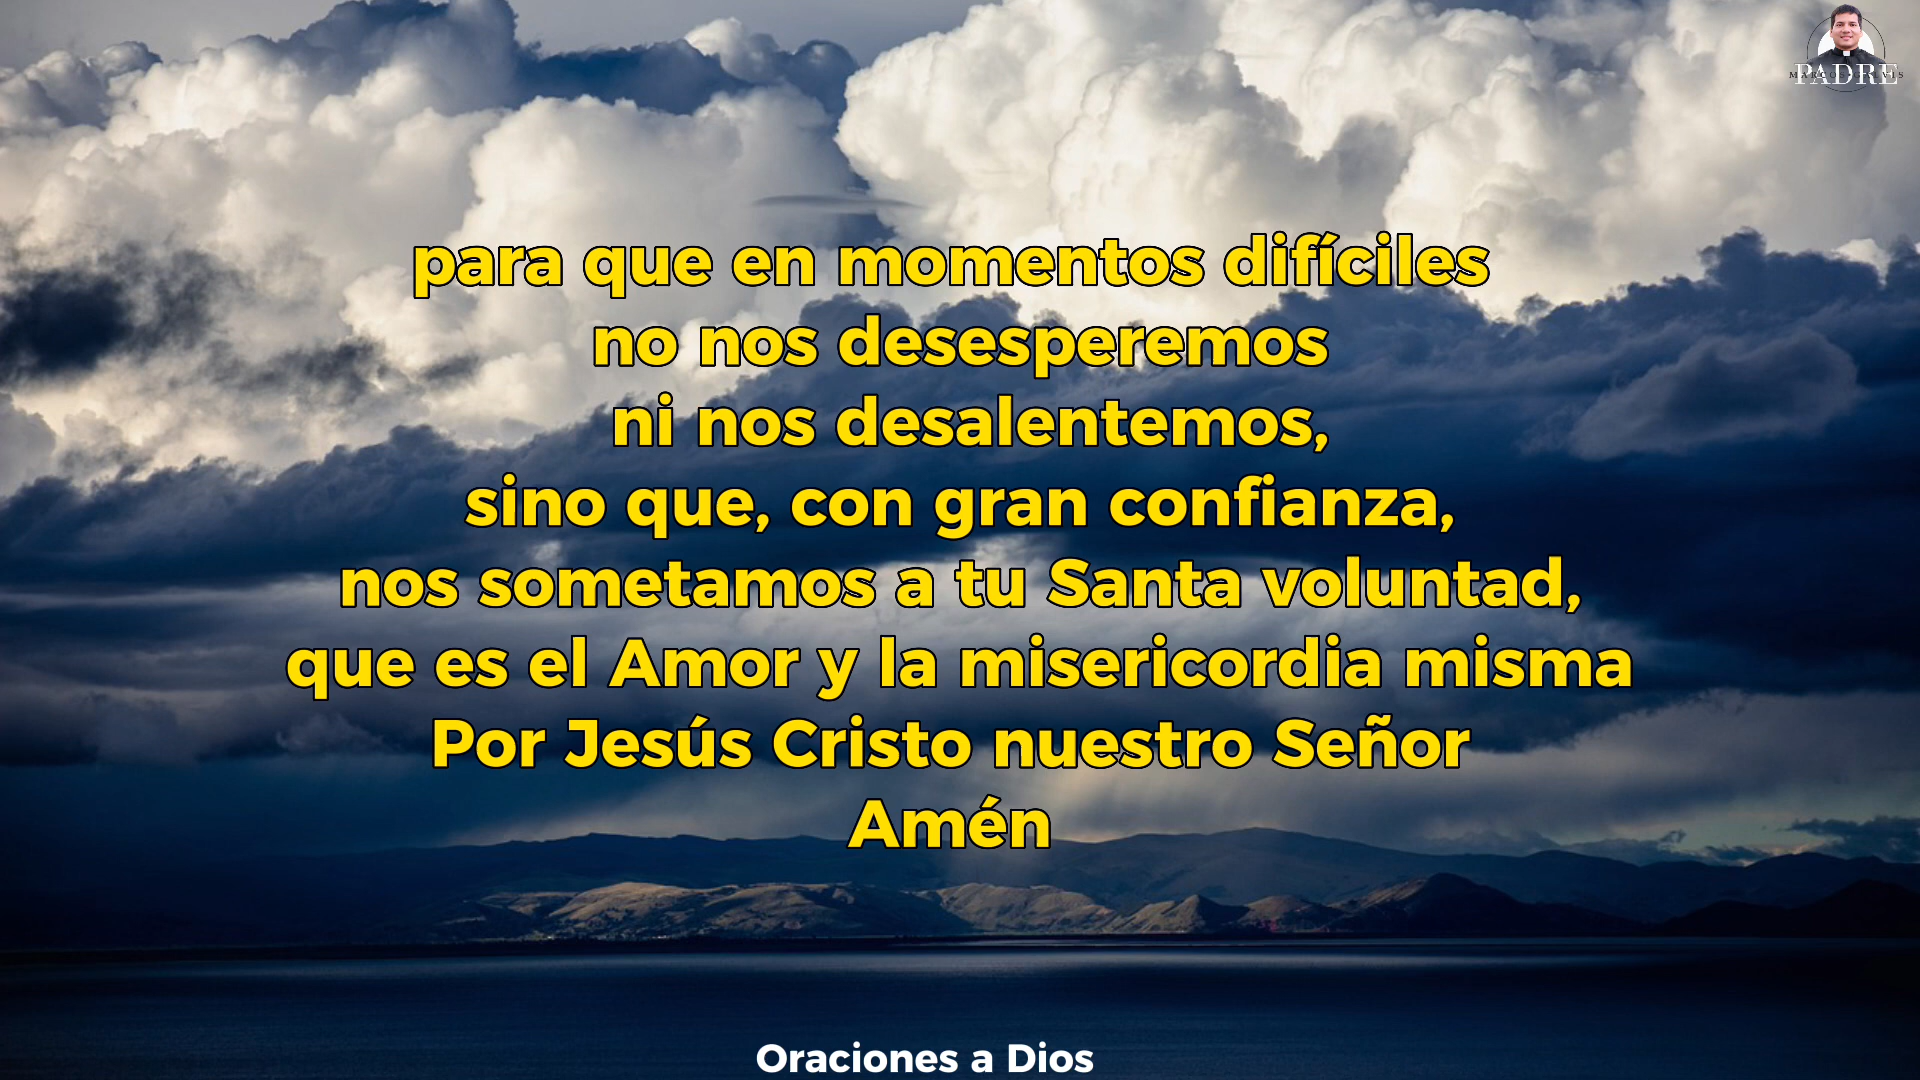 PADRE
para que en momentos difíciles
no nos desesperemos
ni nos desalentemos,
sino que, con gran confianza,
nos sometamos a tu Santa voluntad,
que es el Amor y la misericordia misma
Por Jesús Cristo nuestro Señor
Amén
Oraciones a Dios